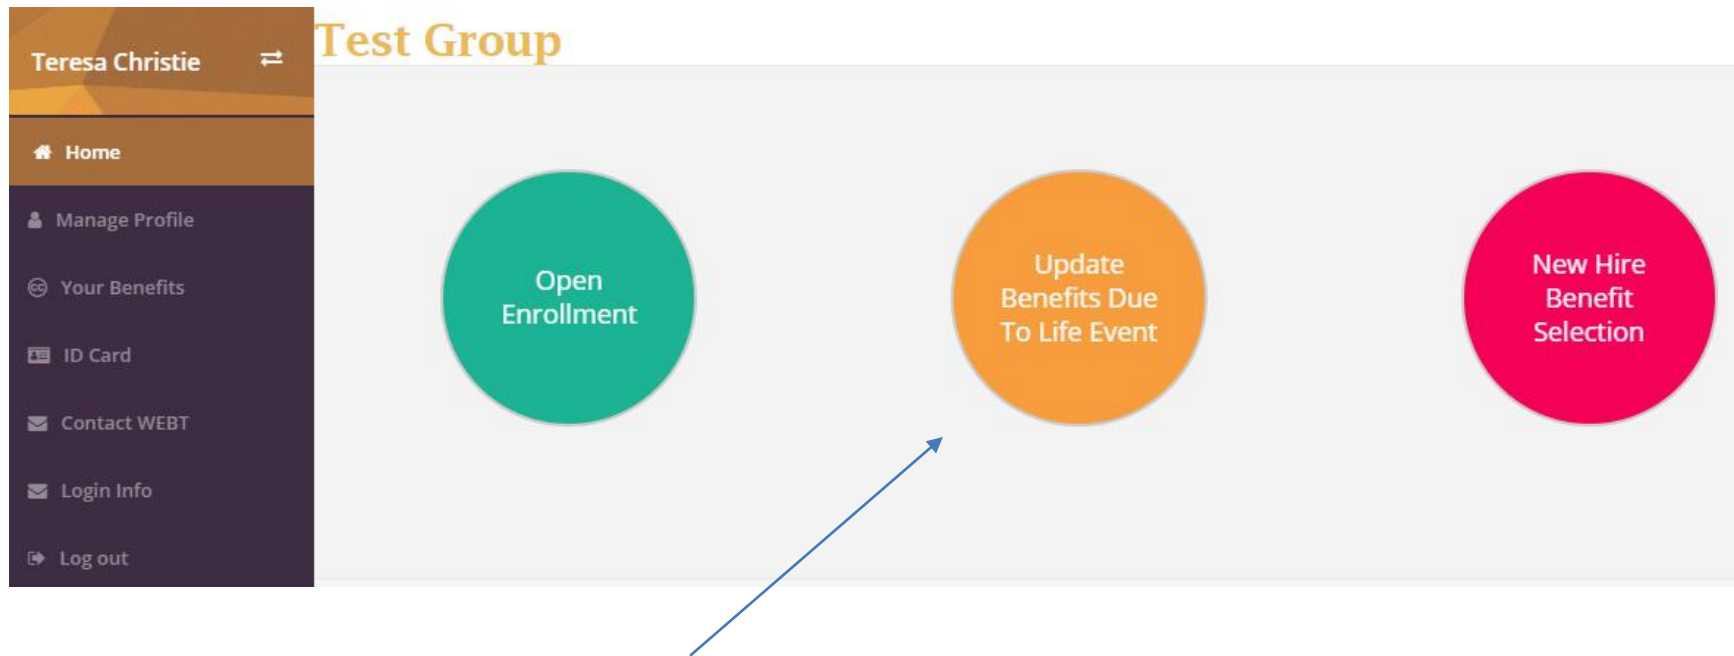 Teresa Christie
Test Group
Home
Manage Profile
Your Benefits
ID Card
Contact WEBT
Login Info
Log out
Open
Enrollment
Update
Benefits Due
To Life Event
New Hire
Benefit
Selection